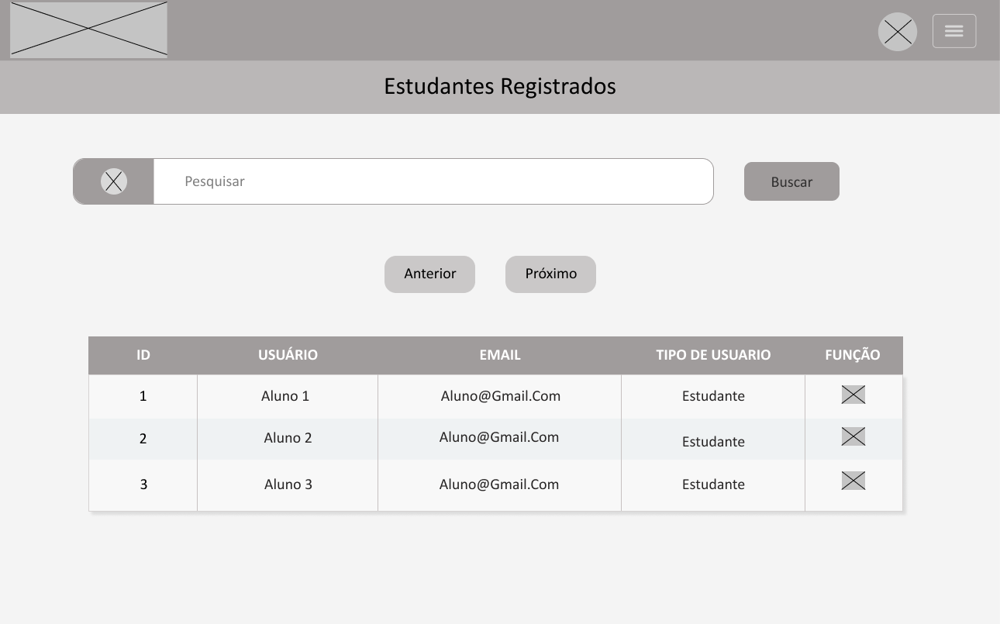 Estudantes Registrados
Pesquisar
Buscar
Anterior Próximo
ID USUÁRIO EMAIL TIPO DE USUARIO FUNÇÃO
1 Aluno 1 Aluno@Gmail.Com Estudante
2 Aluno 2 Aluno@Gmail.Com Estudante
3 Aluno 3 Aluno@Gmail.Com Estudante